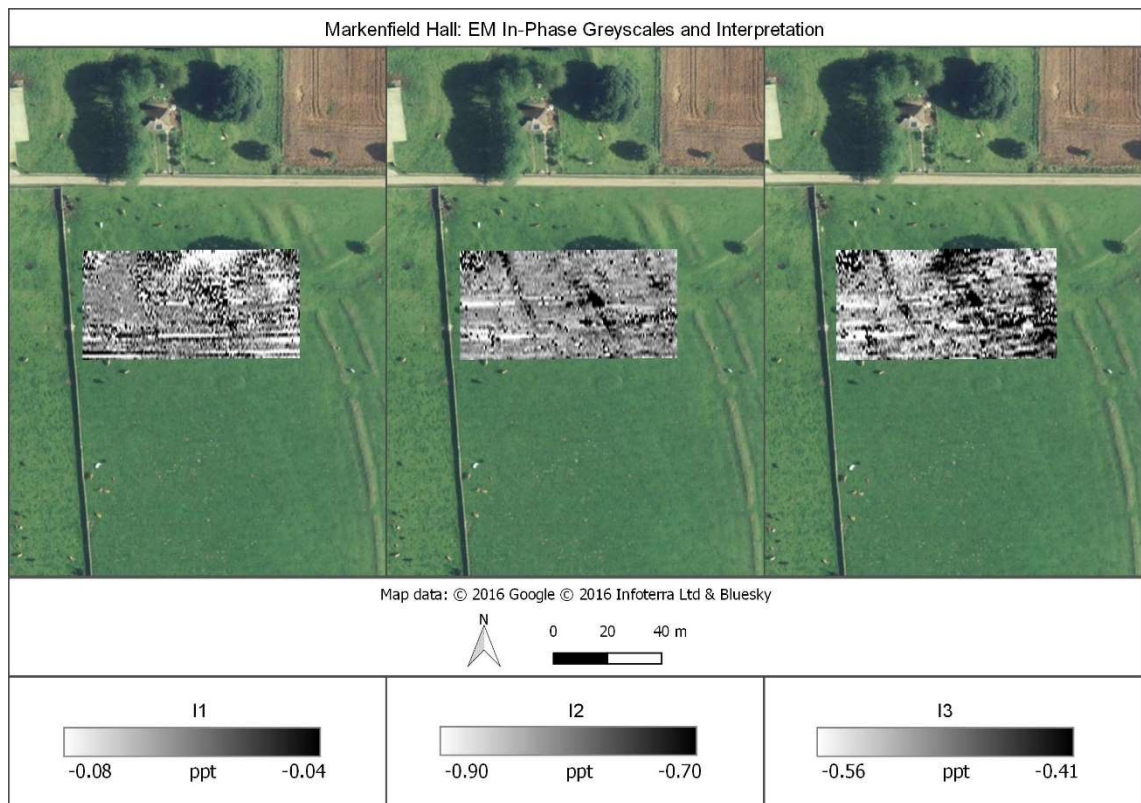 Markenfield Hall: EM In-Phase Greyscales and Interpretation
Map data: © 2016 Google © 2016 Infoterra Ltd & Bluesky
N
0 20 40 m
I1
-0.08 ppt -0.04
I2
-0.90 ppt -0.70
I3
-0.56 ppt -0.41